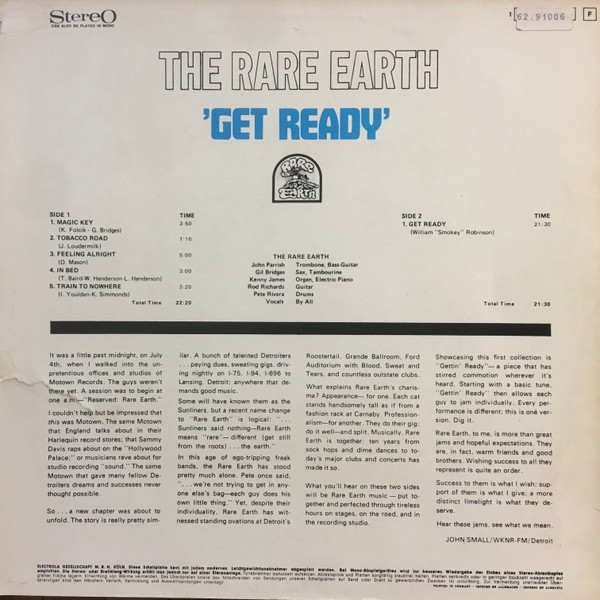 Stereo
CAN ALSO BE PLAYED IN MONO
1 [62.91006] F
THE RARE EARTH
'GET READY'
RARE
EARTH
SIDE 1 TIME
1. MAGIC KEY 3:50
(K. Folcik - G. Bridges)
2. TOBACCO ROAD 7:10
(J. Loudermilk)
3. FEELING ALRIGHT 5:00
(D. Mason)
4. IN BED 3:00
(T. Baird-W. Henderson-L. Henderson)
5. TRAIN TO NOWHERE 3:20
(I. Youlden-K. Simmonds)
Total Time 22:20
THE RARE EARTH
John Parrish Trombone, Bass-Guitar
Gil Bridges Sax, Tambourine
Kenny James Organ, Electric Piano
Rod Richards Guitar
Pete Rivera Drums
Vocals By All
SIDE 2 TIME
1. GET READY 21:30
(William "Smokey" Robinson)
Total Time 21:30
It was a little past midnight, on July
4th, when I walked into the un-
pretentious offices and studios of
Motown Records. The guys weren't
there yet. A session was to begin at
one a.m.—"Reserved: Rare Earth."
I couldn't help but be impressed that
this was Motown. The same Motown
that England talks about in their
Harlequin record stores; that Sammy
Davis raps about on the "Hollywood
Palace;" or musicians rave about for
studio recording "sound." The same
Motown that gave many fellow De-
troiters dreams and successes never
thought possible.
So . . . a new chapter was about to
unfold. The story is really pretty sim-
ilar. A bunch of talented Detroiters
. . . paying dues, sweating gigs, driv-
ing nightly on I-75, I-94, I-696 to
Lansing, Detroit; anywhere that de-
mands good music.
Some will have known them as the
Sunliners, but a recent name change
to "Rare Earth" is logical: ". . .
Sunliners said nothing—Rare Earth
means "rare"—different (get still
from the roots) . . . the earth."
In this age of ego-tripping freak
bands, the Rare Earth has stood
pretty much alone. Pete once said,
". . . we're not trying to get in any-
one else's bag—each guy does his
own little thing." Yet, despite their
individuality, Rare Earth has wit-
nessed standing ovations at Detroit's
Roostertail, Grande Ballroom, Ford
Auditorium with Blood, Sweat and
Tears, and countless outstate clubs.
What explains Rare Earth's charis-
ma? Appearance— for one. Each cat
stands handsomely tall as if from a
fashion rack at Carnaby. Profession-
alism—for another. They do their gig;
do it well—and split. Musically, Rare
Earth is together: ten years from
sock hops and dime dances to to-
day's major clubs and concerts has
made it so.
What you'll hear on these two sides
will be Rare Earth music — put to-
gether and perfected through tireless
hours on stages, on the road, and in
the recording studio.
Showcasing this first collection is
"Gettin' Ready"— a piece that has
stirred commotion wherever it's
heard. Starting with a basic tune,
"Gettin' Ready" then allows each
guy to jam individually. Every per-
formance is different; this is one ver-
sion. Dig it.
Rare Earth, to me, is more than great
jams and hopeful expectations. They
are, in fact, warm friends and good
brothers. Wishing success to all they
represent is quite an order.
Success to them is what I wish; sup-
port of them is what I give; a more
distinct limelight is what they de-
serve.
Hear these jams, see what we mean.
JOHN SMALL/WKNR-FM/Detroit
ELECTROLA GESELLSCHAFT M. B. H. KÖLN.